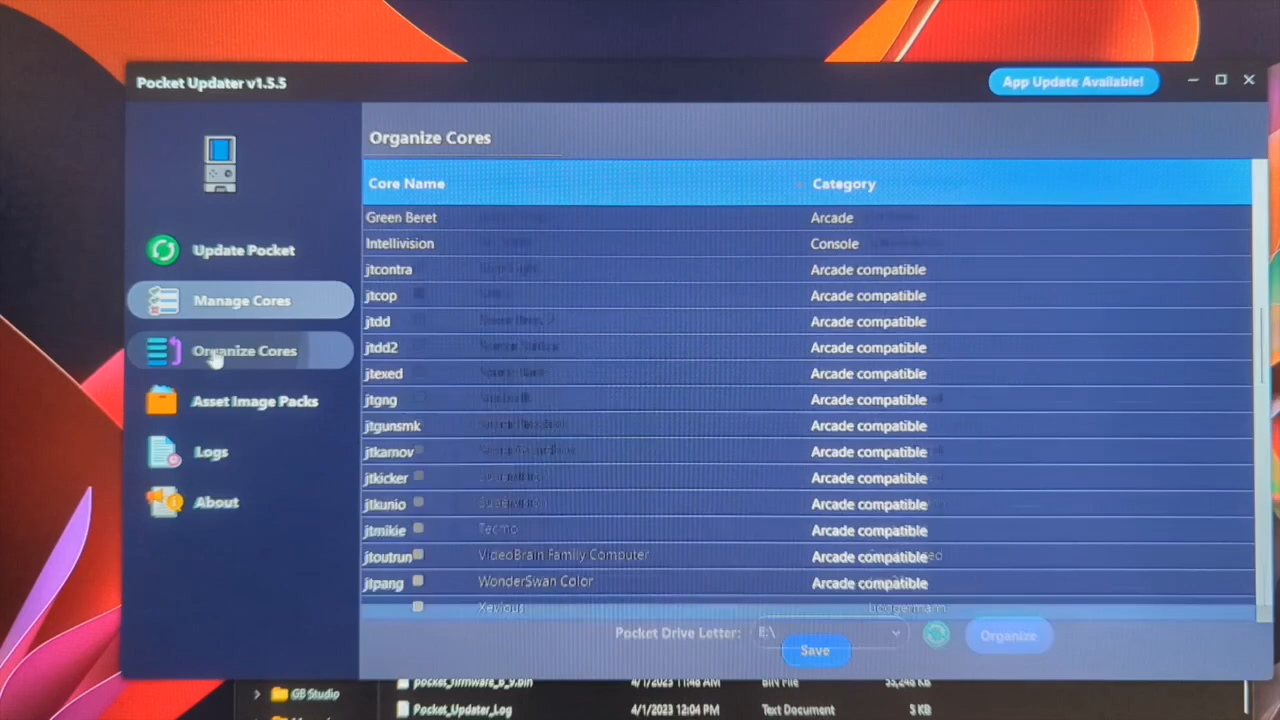 Pocket Updater v1.5.5
App Update Available!
Update Pocket
Manage Cores
Organize Cores
Asset Image Packs
Logs
About
Organize Cores
Core Name Category
Green Beret Arcade
Intellivision Console
jtcontra Arcade compatible
jtcop Arcade compatible
jtdd Arcade compatible
jtdd2 Arcade compatible
jtexed Arcade compatible
jtgng Arcade compatible
jtgunsmk Arcade compatible
jtkarnov Arcade compatible
jtkicker Arcade compatible
jtkunio Supervision Arcade compatible
jtmikie Tecmo Arcade compatible
jtoutrun VideoBrain Family Computer Arcade compatible
jtpang WonderSwan Color Arcade compatible
Xevious
Pocket Drive Letter: E:\ Organize
Save
GB Studio
pocket_firmware_b_9.bin 4/1/2023 11:46 AM BIN File
Pocket_Updater_Log 4/1/2023 12:04 PM Text Document 5 KB